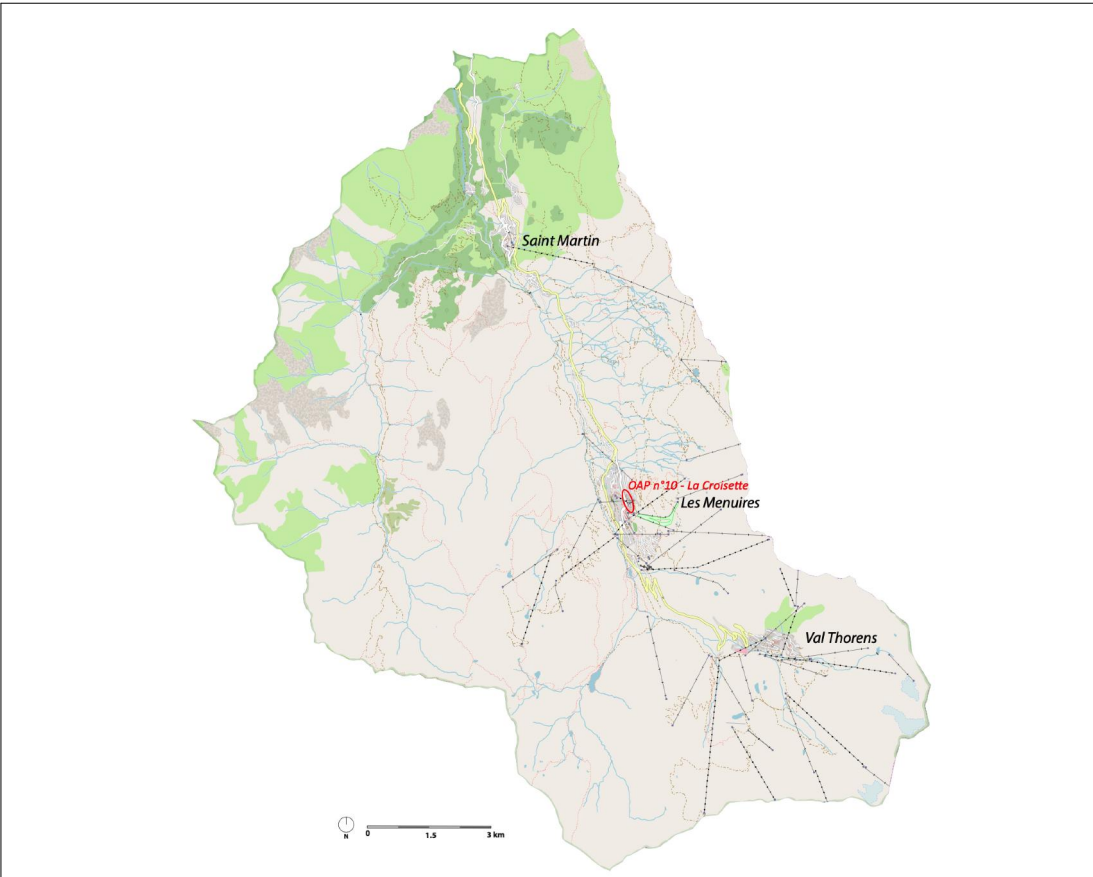 Saint Martin
OAP n°10 - La Croisette
Les Menuires
Val Thorens
N
0
1.5
3 km